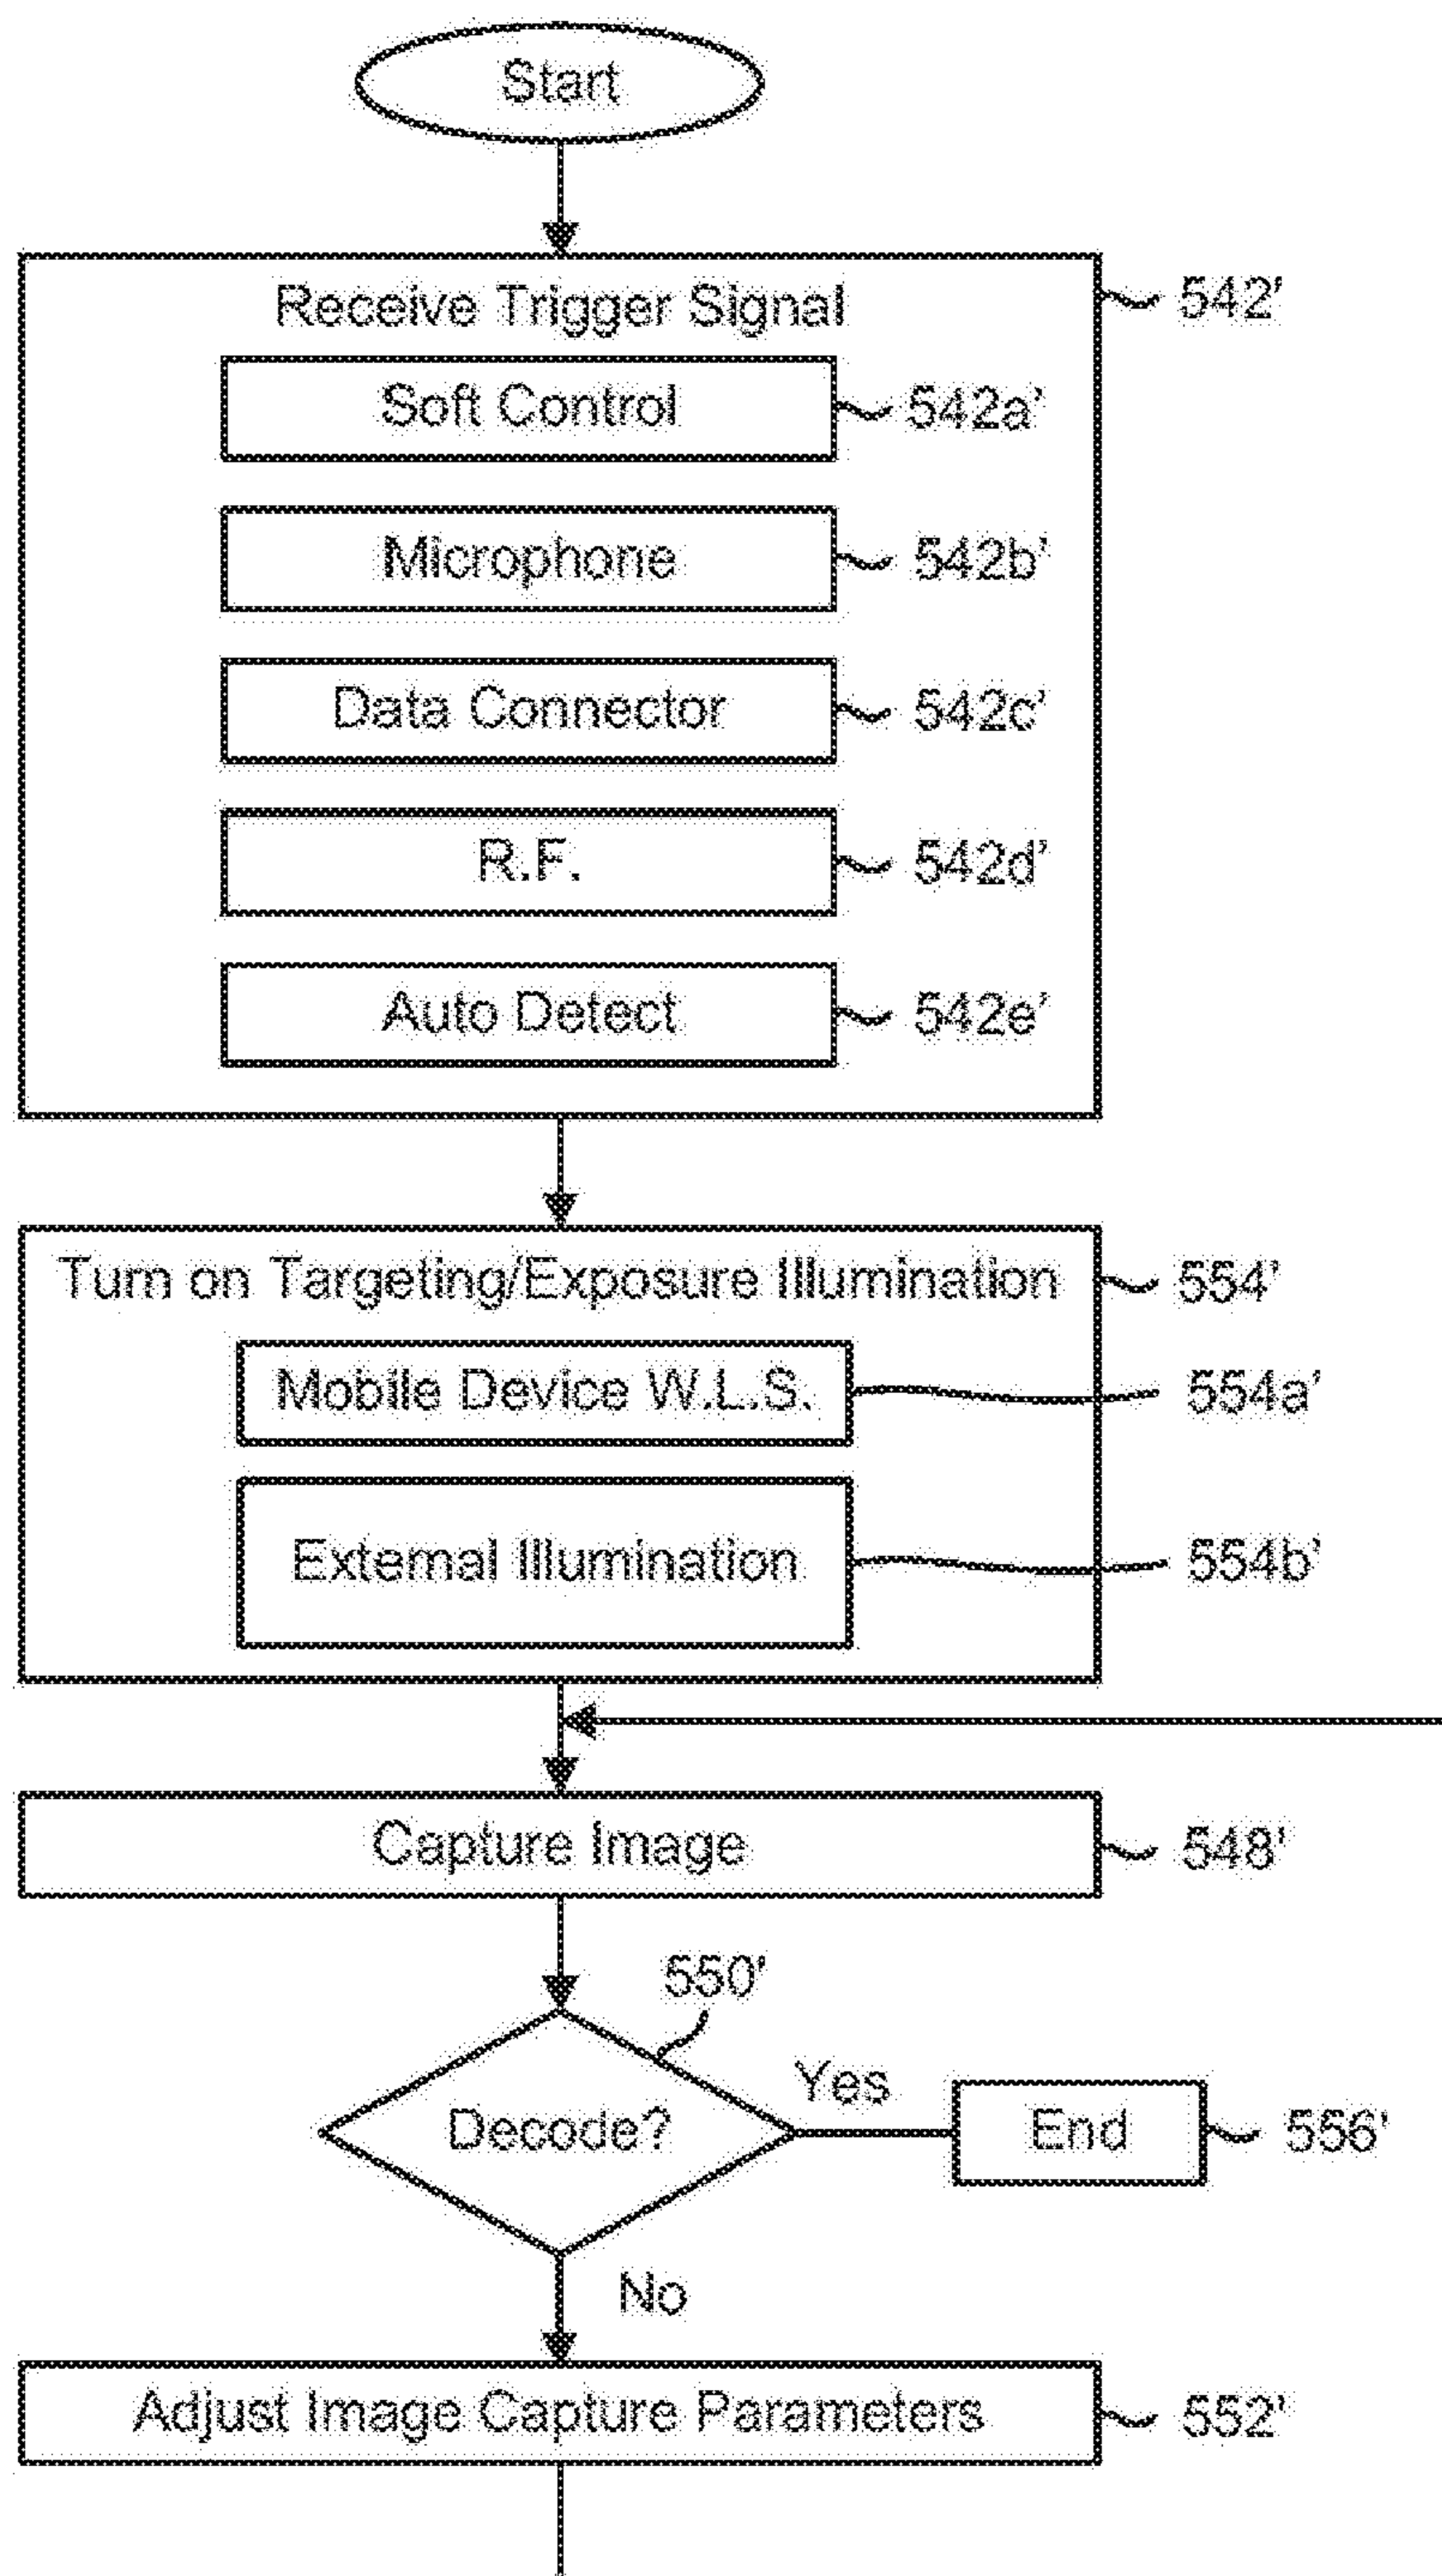 Start
Receive Trigger Signal
542'
Soft Control
542a'
Microphone
542b'
Data Connector
542c'
R.F.
542d'
Auto Detect
542e'
Turn on Targeting/Exposure Illumination
554'
Mobile Device W.L.S.
554a'
External Illumination
554b'
Capture Image
548'
550'
Decode?
Yes
End
556'
No
Adjust Image Capture Parameters
552'